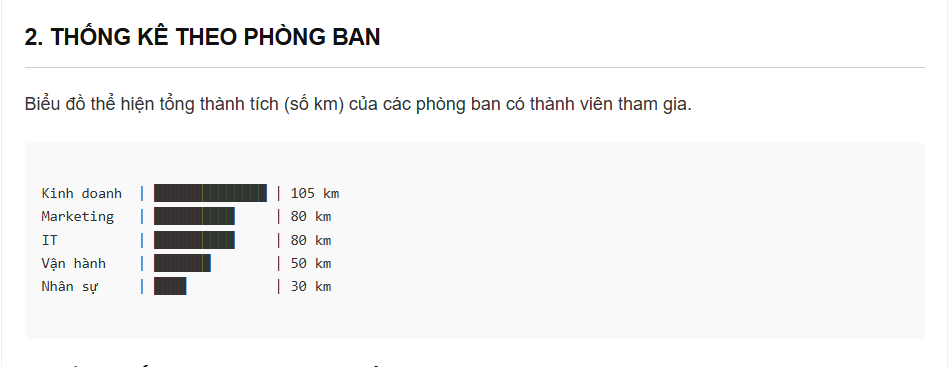 2. THỐNG KÊ THEO PHÒNG BAN
Biểu đồ thể hiện tổng thành tích (số km) của các phòng ban có thành viên tham gia.
Kinh doanh | ██████████████ | 105 km
Marketing | ██████████ | 80 km
IT | ██████████ | 80 km
Vận hành | ███████ | 50 km
Nhân sự | ████ | 30 km